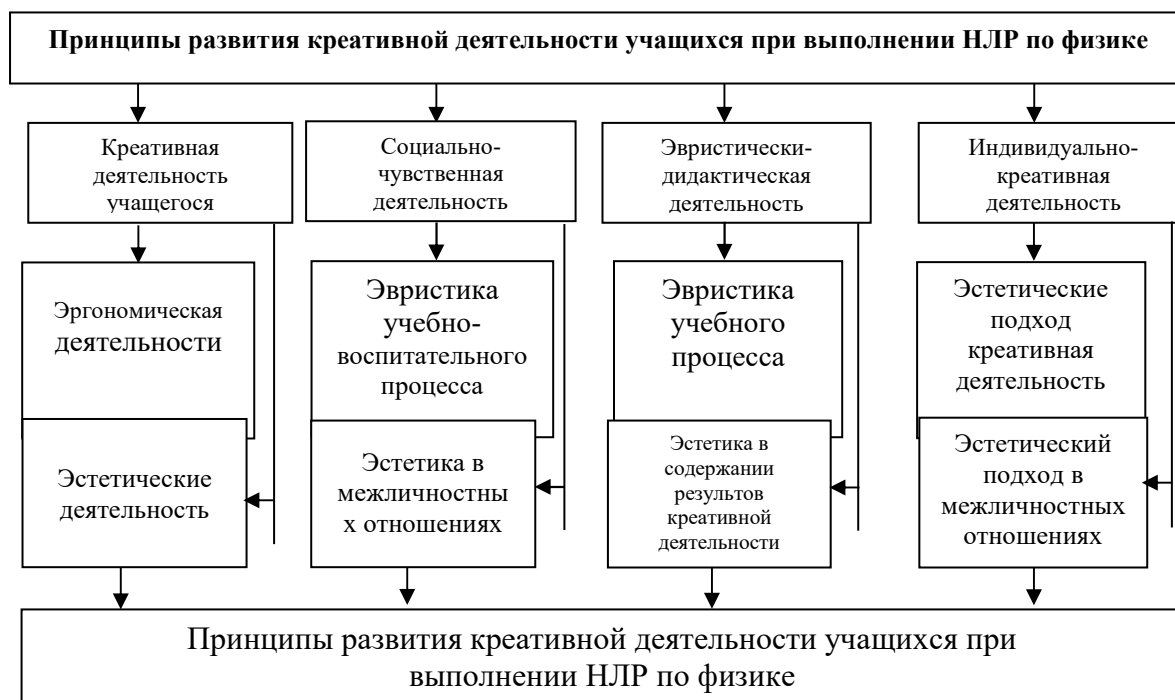 Принципы развития креативной деятельности учащихся при выполнении НЛР по физике
Креативная
деятельность
учащегося
Социально-
чувственная
деятельность
Эвристически-
дидактическая
деятельность
Индивидуально-
креативная
деятельность
Эргономическая
деятельности
Эвристика
учебно-
воспитательного
процесса
Эвристика
учебного
процесса
Эстетические
подход
креативная
деятельность
Эстетические
деятельность
Эстетика в
межличностны
х отношениях
Эстетика в
содержании
результов
креативной
деятельности
Эстетический
подход в
межличностных
отношениях
Принципы развития креативной деятельности учащихся при
выполнении НЛР по физике